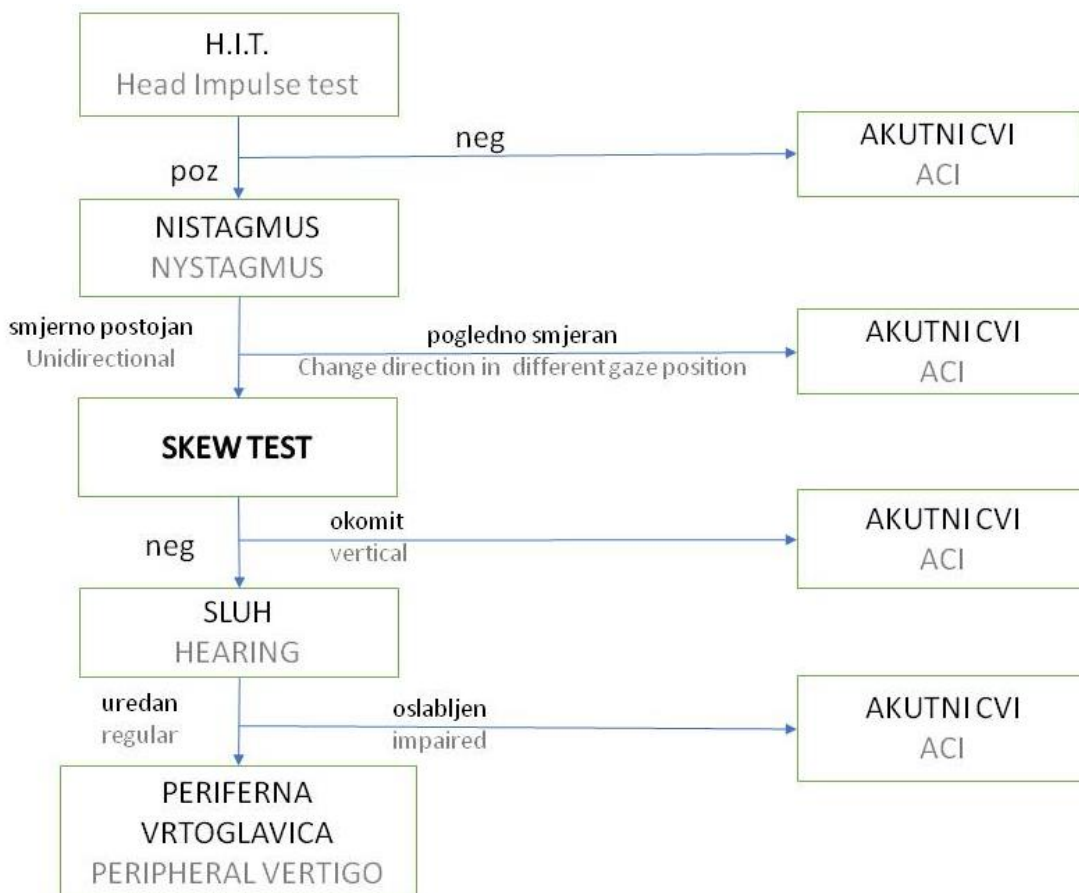 H.I.T.
Head Impulse test
neg
AKUTNI CVI
ACI
poz
NISTAGMUS
NYSTAGMUS
smjerno postojan
Unidirectional
pogledno smjeran
Change direction in different gaze position
AKUTNI CVI
ACI
SKEW TEST
neg
okomit
vertical
AKUTNI CVI
ACI
SLUH
HEARING
uredan
regular
oslabljen
impaired
AKUTNI CVI
ACI
PERIFERNA
VRTOGLAVICA
PERIPHERAL VERTIGO